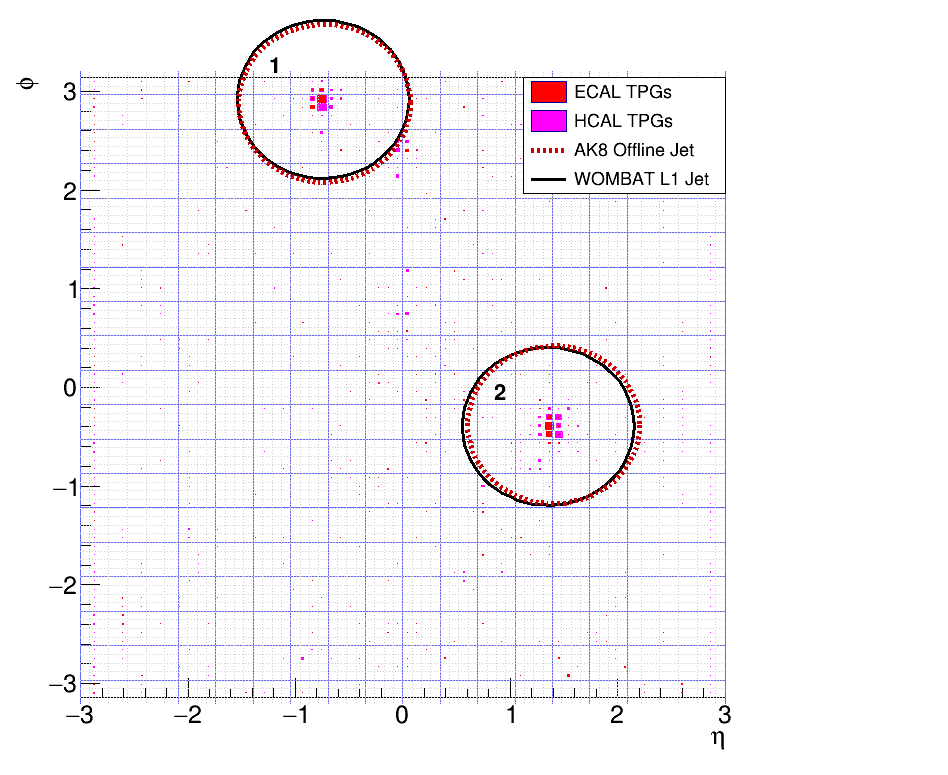 1
ϕ
3
ECAL TPGs
HCAL TPGs
AK8 Offline Jet
WOMBAT L1 Jet
2
1
0
2
−1
−2
−3
−3 −2 −1 0 1 2 3
η